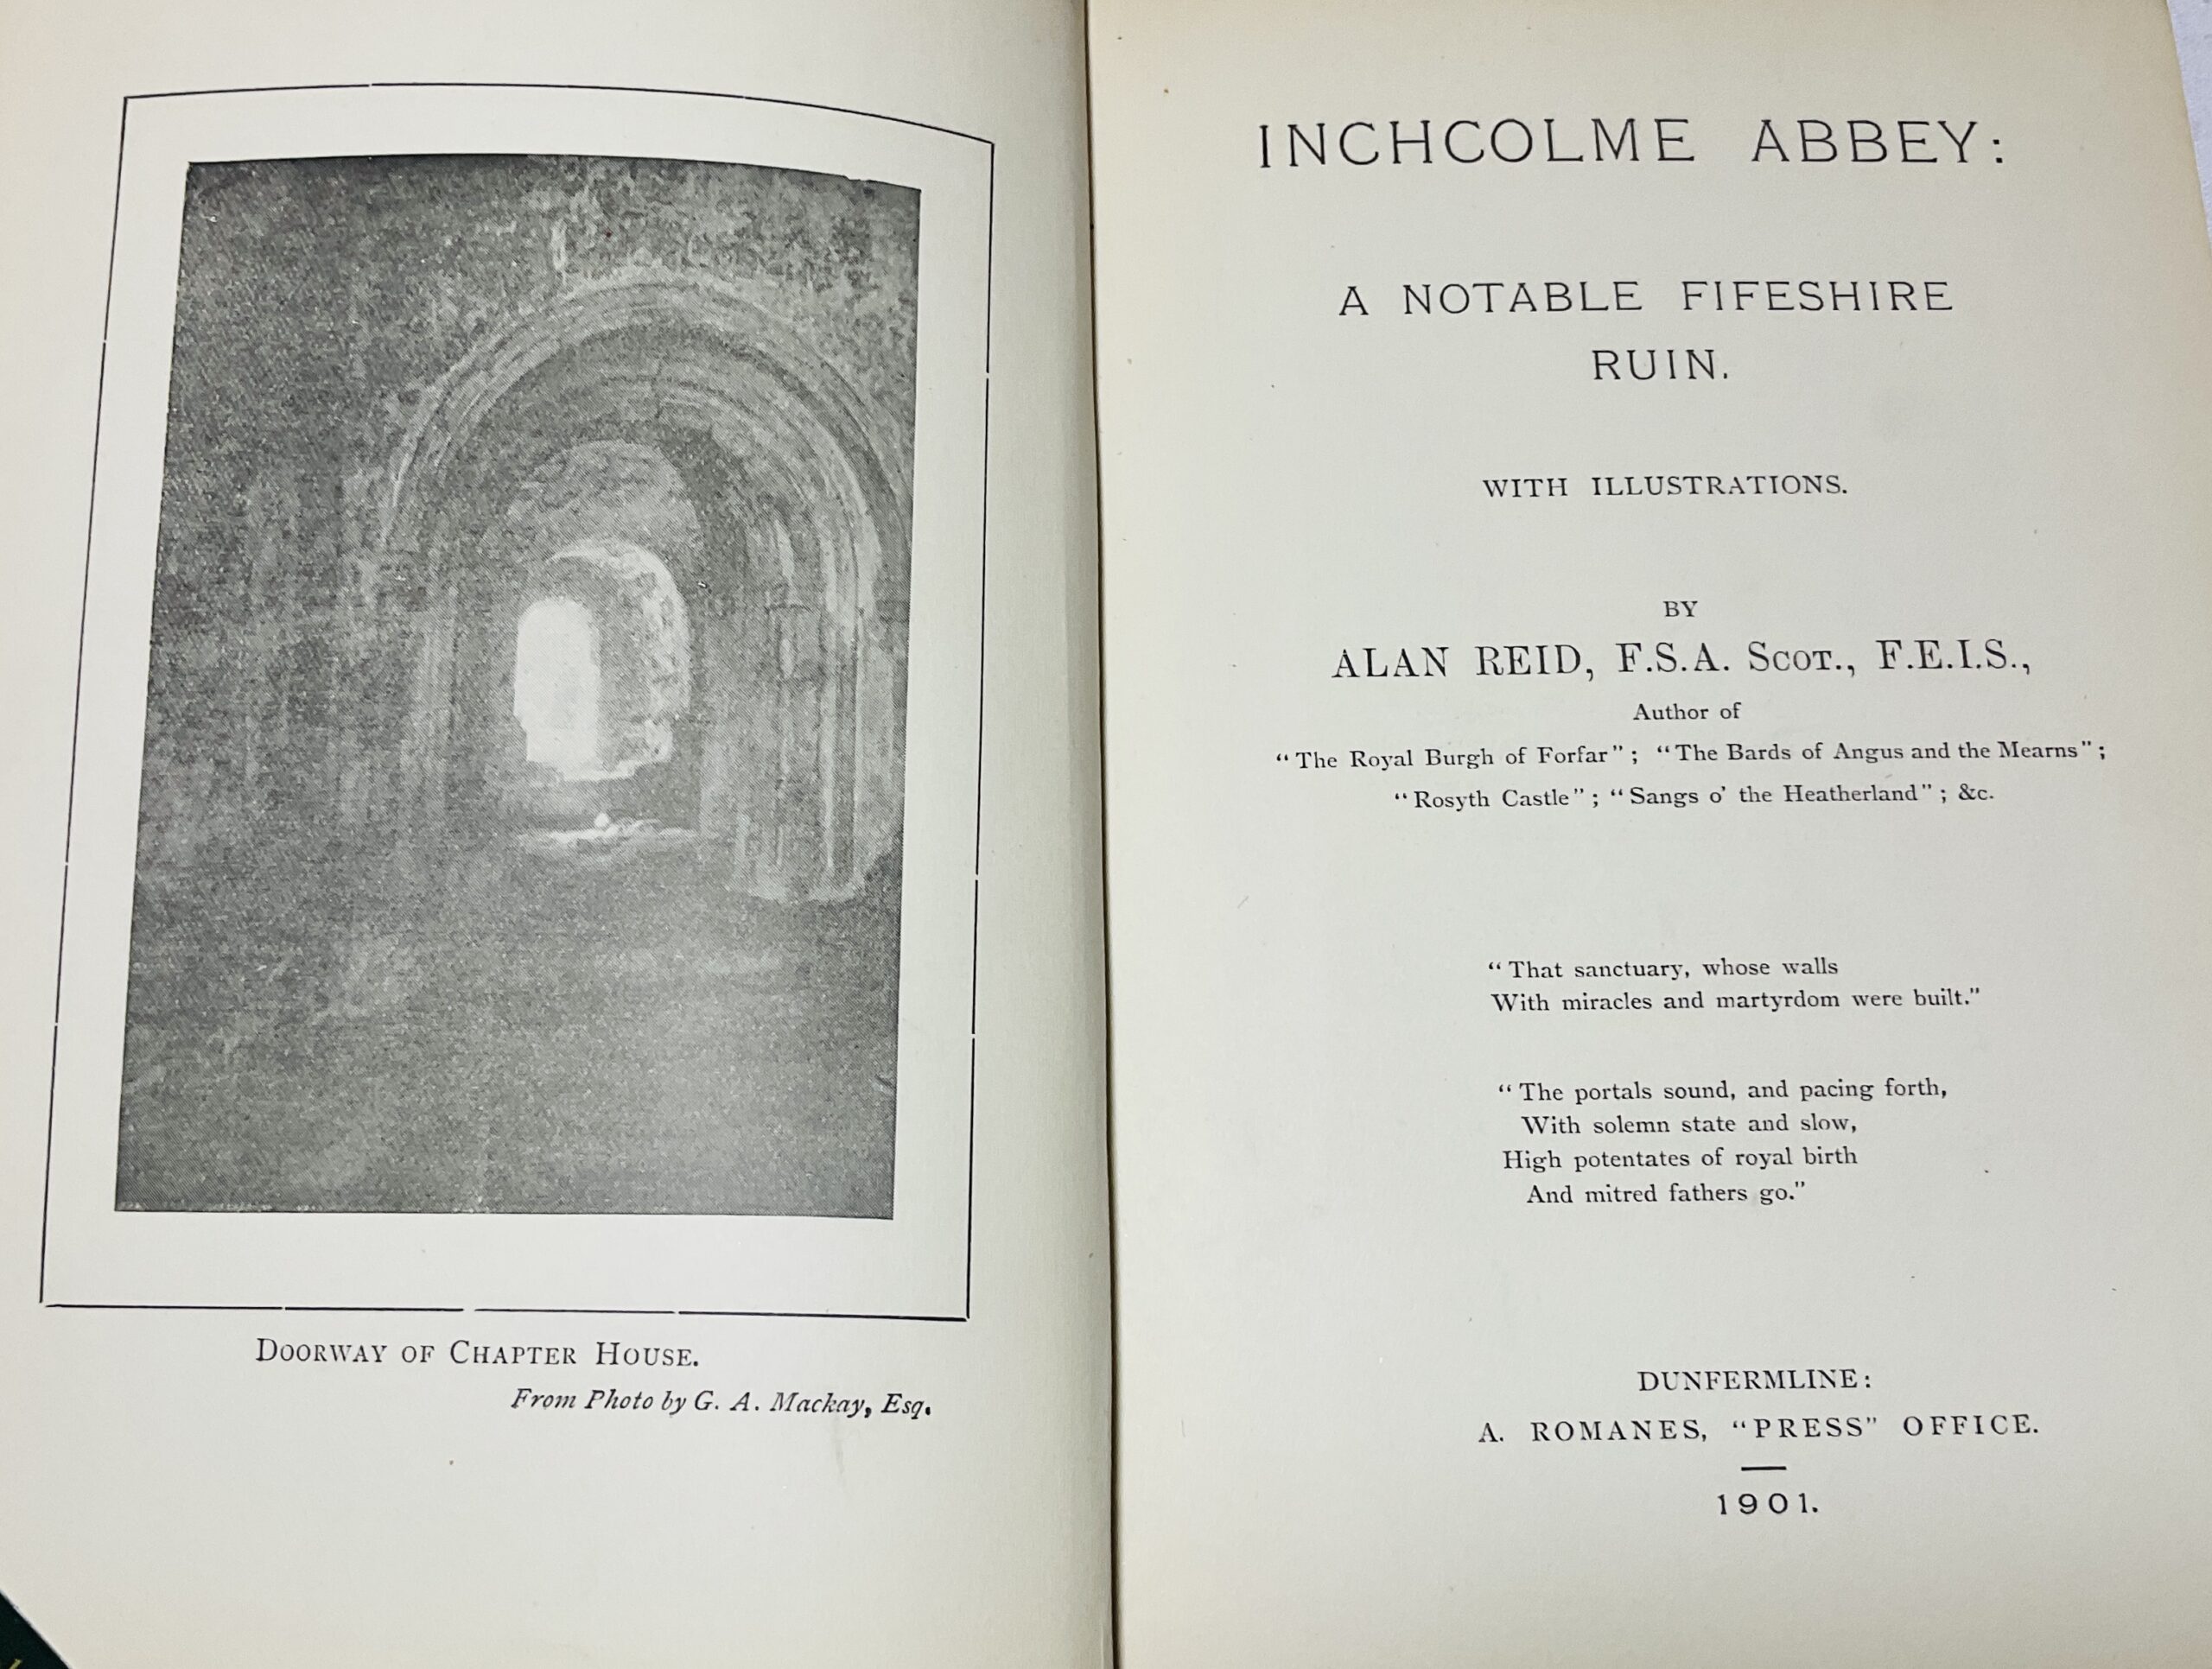 DOORWAY OF CHAPTER HOUSE.
From Photo by G. A. Mackay, Esq.
INCHCOLME ABBEY:
A NOTABLE FIFESHIRE
RUIN.
WITH ILLUSTRATIONS.
BY
ALAN REID, F.S.A. SCOT., F.E.I.S.,
Author of
"The Royal Burgh of Forfar"; "The Bards of Angus and the Mearns";
"Rosyth Castle"; "Sangs o' the Heatherland"; &c.
"That sanctuary, whose walls
With miracles and martyrdom were built."
"The portals sound, and pacing forth,
With solemn state and slow,
High potentates of royal birth
And mitred fathers go."
DUNFERMLINE:
A. ROMANES, "PRESS" OFFICE.
1901.